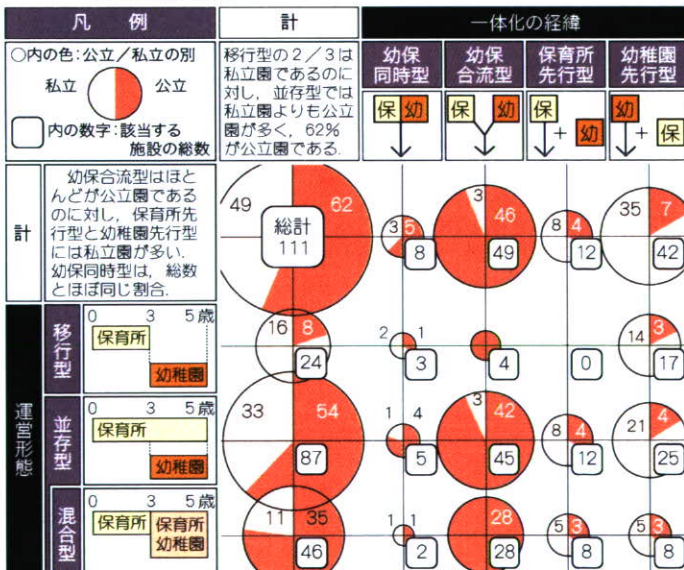 凡　例
○内の色：公立／私立の別
私立
公立
内の数字：該当する
施設の総数
計
移行型の２／３は
私立園であるのに
対し，並存型では
私立園よりも公立
園が多く，62%
が公立園である．
一体化の経緯
幼保
同時型
幼保
合流型
保育所
先行型
幼稚園
先行型
保 幼
保 幼
保
+ 幼
幼
+ 保
計
幼保合流型はほと
んどが公立園である
のに対し，保育所先
行型と幼稚園先行型
には私立園が多い．
幼保同時型は，総数
とほぼ同じ割合．
49 62
総計
111
3 5
8
3 46
49
8 4
12
35 7
42
運営形態
移行型
0 3 5歳
保育所
幼稚園
16 8
24
2 1
3
4
0
14 3
17
並存型
0 3 5歳
保育所
幼稚園
33 54
87
1 4
5
3 42
45
8 4
12
21 4
25
混合型
0 3 5歳
保育所
保育所
幼稚園
11 35
46
1 1
2
28
28
5 3
8
5 3
8